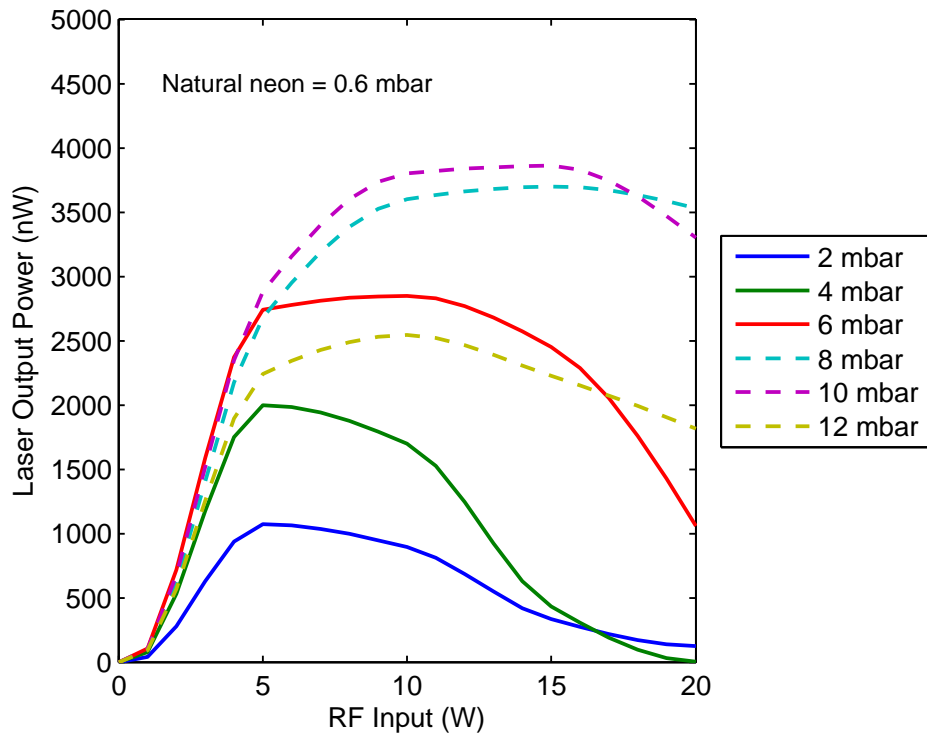 5000
4500
4000
3500
3000
2500
2000
1500
1000
500
0
Laser Output Power (nW)
Natural neon = 0.6 mbar
0 5 10 15 20
RF Input (W)
2 mbar
4 mbar
6 mbar
8 mbar
10 mbar
12 mbar